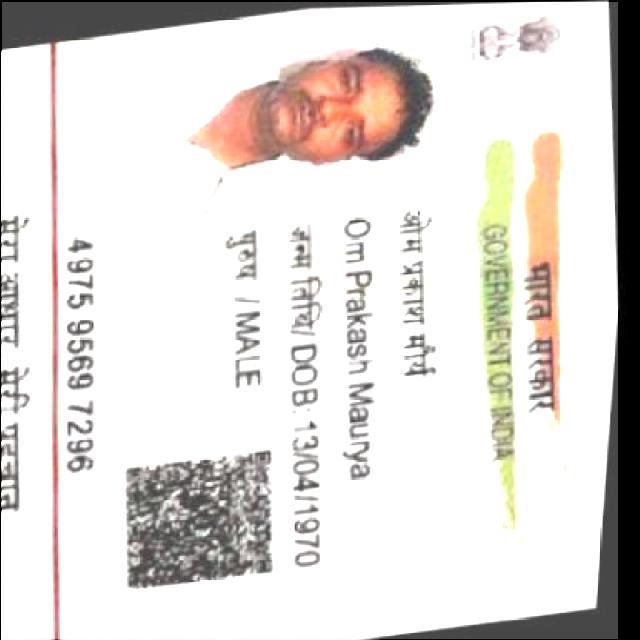 भारत सरकार
GOVERNMENT OF INDIA
ओम प्रकाश मौर्य
Om Prakash Maurya
जन्म तिथि/ DOB: 13/04/1970
पुरुष / MALE
4975 9569 7296
मेरा आधार, मेरी पहचान